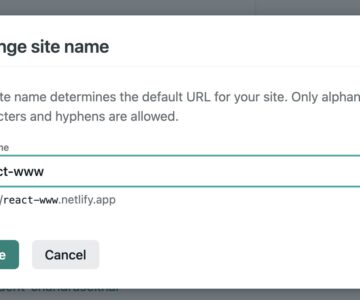 nge site name
te name determines the default URL for your site. Only alphan
cters and hyphens are allowed.
me
ct-www
/react-www.netlify.app
e
Cancel